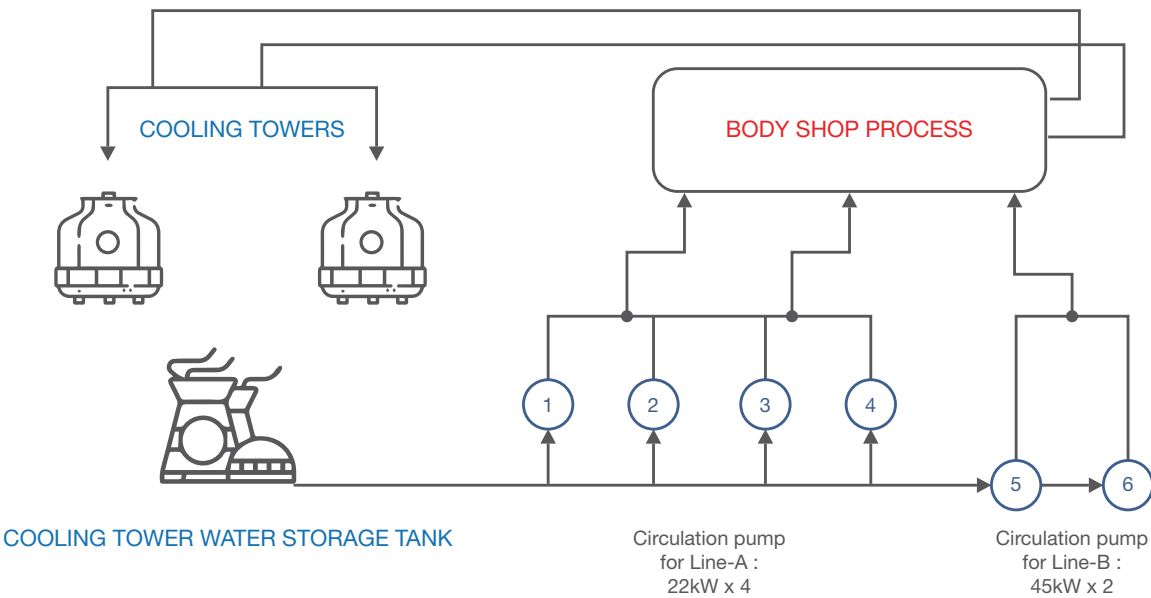 COOLING TOWERS
BODY SHOP PROCESS
1
2
3
4
5
6
COOLING TOWER WATER STORAGE TANK
Circulation pump
for Line-A :
22kW x 4
Circulation pump
for Line-B :
45kW x 2